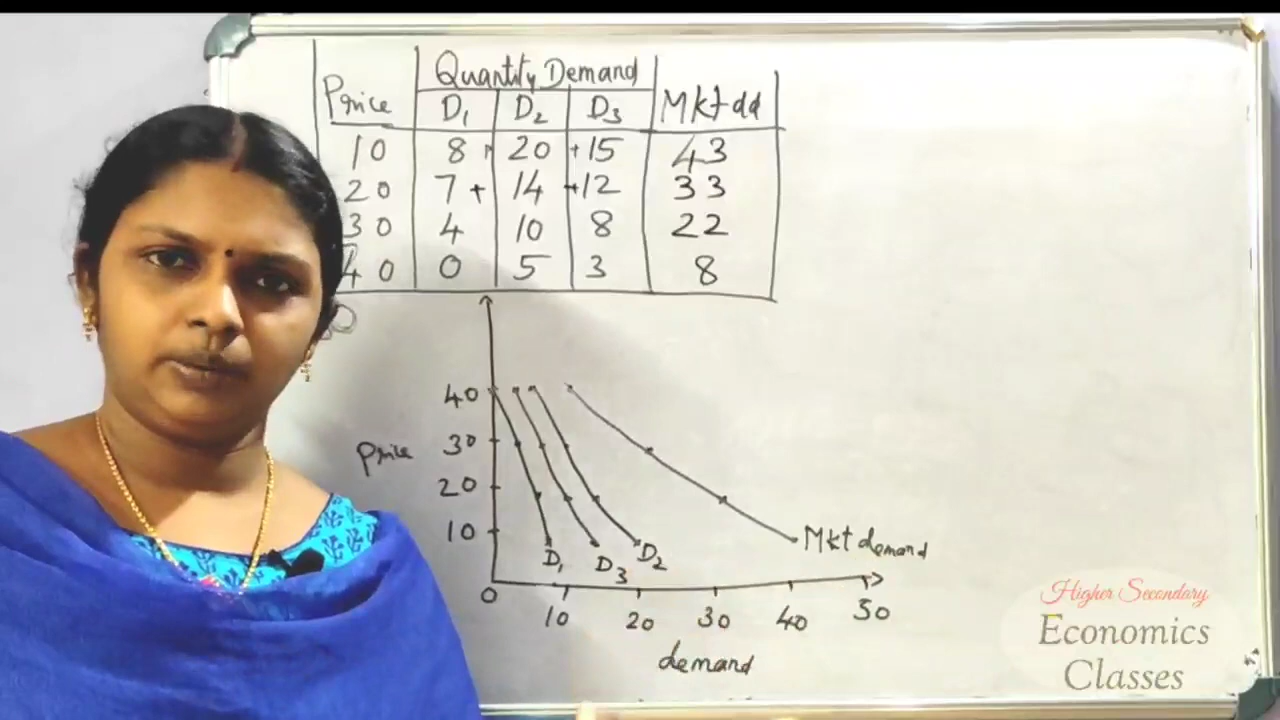 Quantity Demand
Price D₁ D₂ D₃ Mkt dd
10 8 + 20 + 15 43
20 7 + 14 + 12 33
30 4 10 8 22
40 0 5 3 8
40
price 30
20
10
D₁ D₃ D₂ Mkt demand
0 10 20 30 40 50
demand
Higher Secondary
Economics
Classes